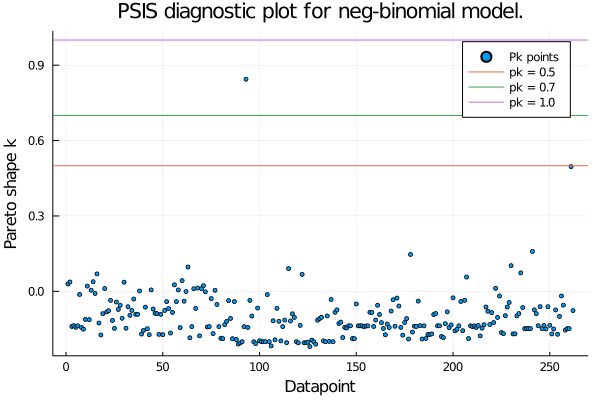 PSIS diagnostic plot for neg-binomial model.
Pk points
pk = 0.5
pk = 0.7
pk = 1.0
Pareto shape k
0.9
0.6
0.3
0.0
0 50 100 150 200 250
Datapoint